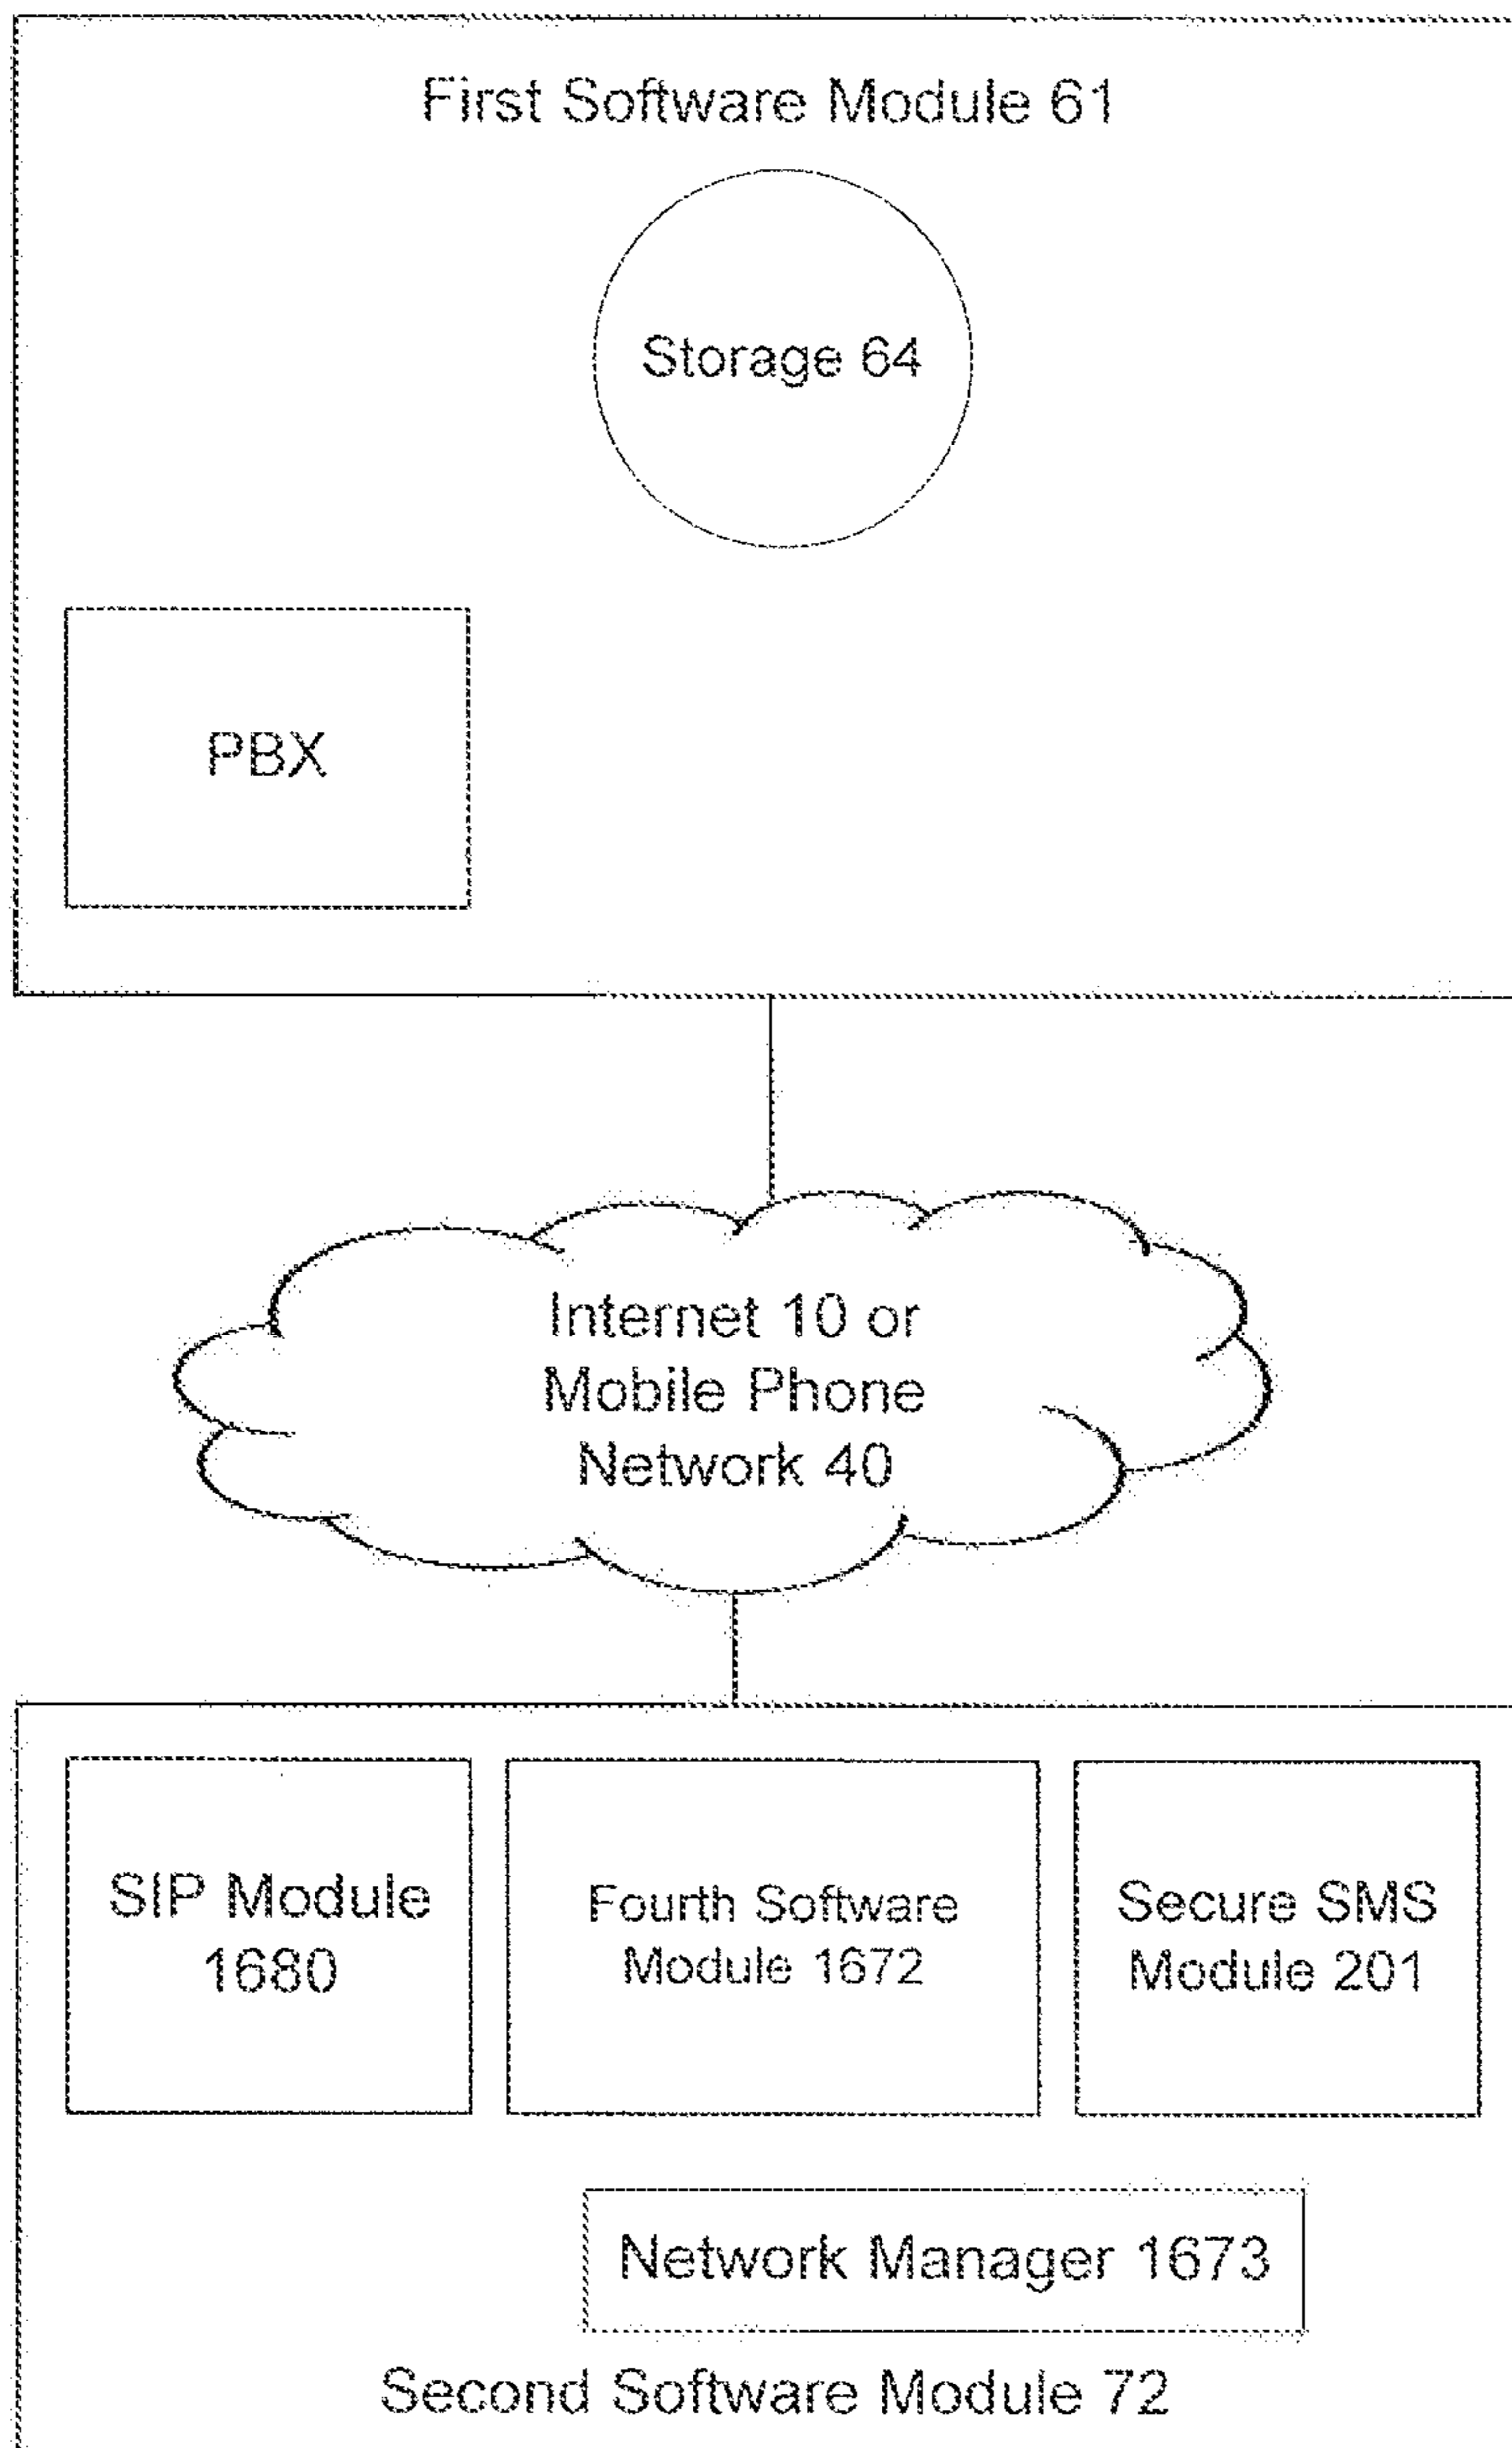 First Software Module 61
Storage 64
PBX
Internet 10 or
Mobile Phone
Network 40
SIP Module
1680
Fourth Software
Module 1672
Secure SMS
Module 201
Network Manager 1673
Second Software Module 72